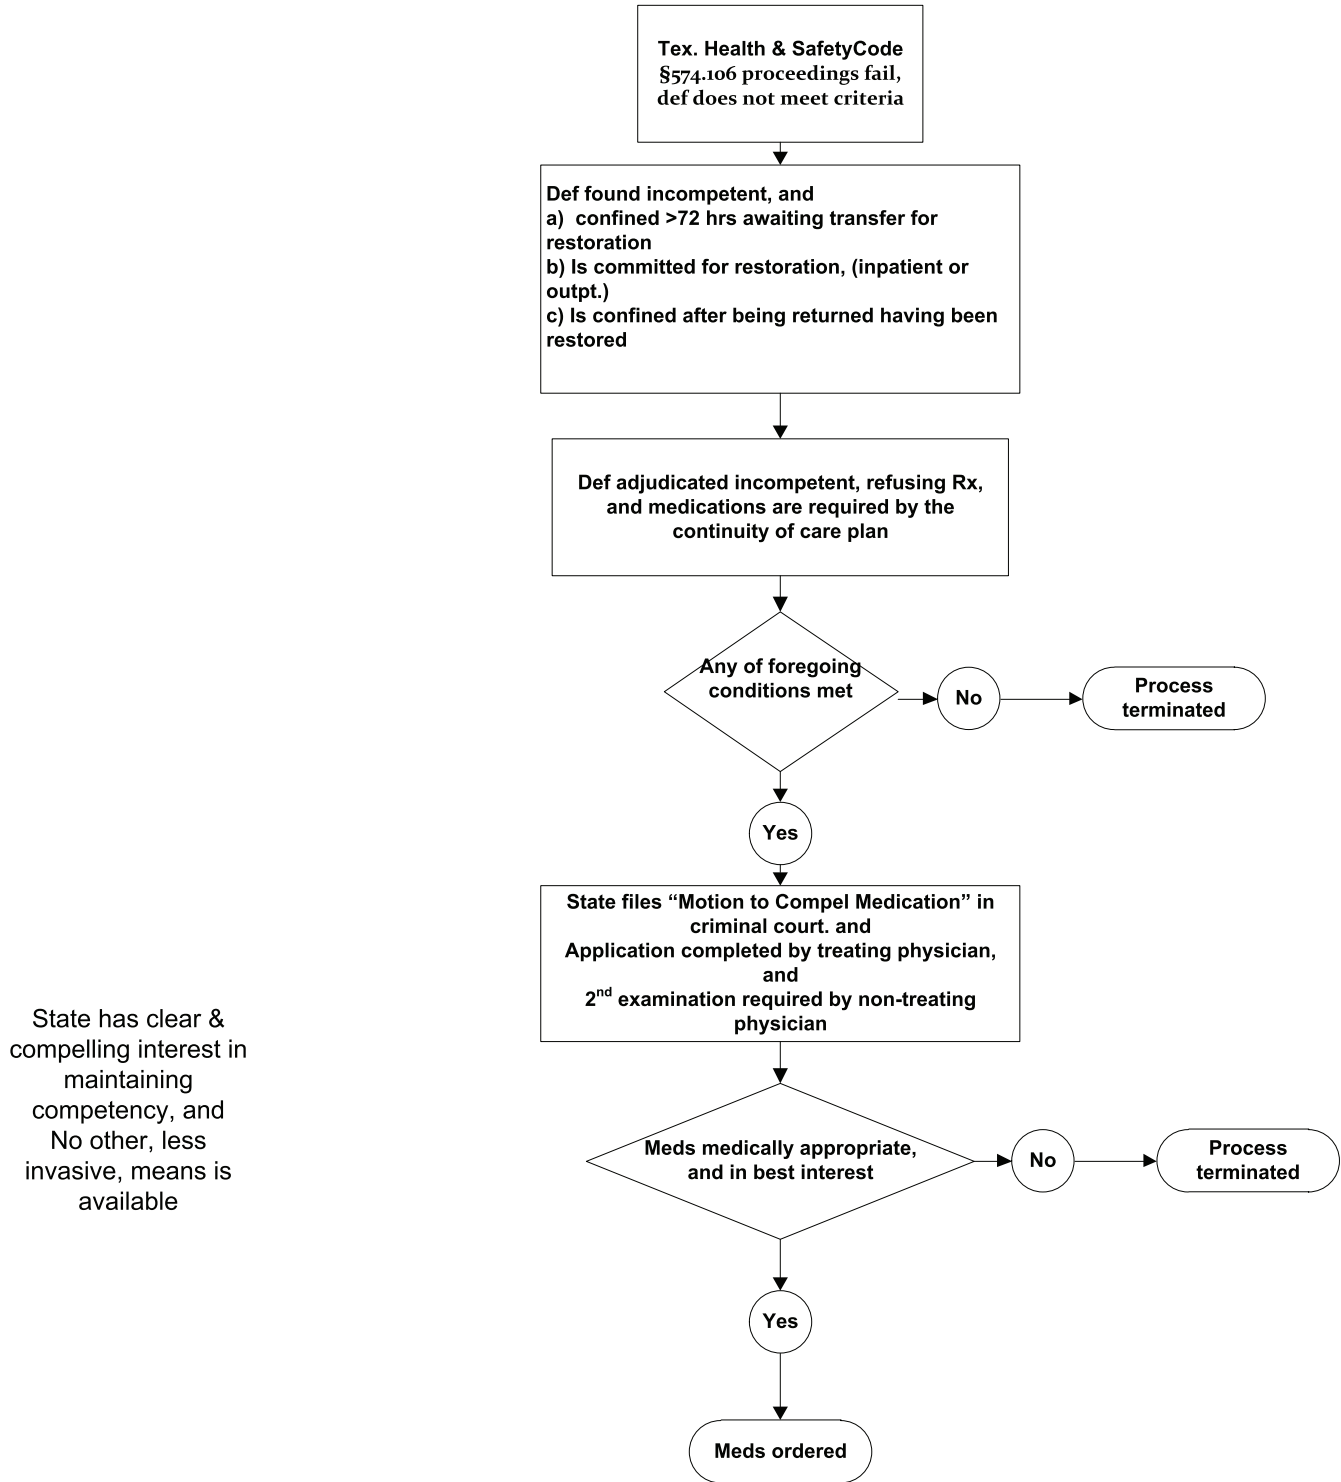 Tex. Health & SafetyCode
§574.106 proceedings fail,
def does not meet criteria
Def found incompetent, and
a)  confined >72 hrs awaiting transfer for
restoration
b) Is committed for restoration, (inpatient or
outpt.)
c) Is confined after being returned having been
restored
Def adjudicated incompetent, refusing Rx,
and medications are required by the
continuity of care plan
Any of foregoing
conditions met
No
Process
terminated
Yes
State files “Motion to Compel Medication” in
criminal court. and
Application completed by treating physician,
and
2nd examination required by non-treating
physician
State has clear &
compelling interest in
maintaining
competency, and
No other, less
invasive, means is
available
Meds medically appropriate,
and in best interest
No
Process
terminated
Yes
Meds ordered